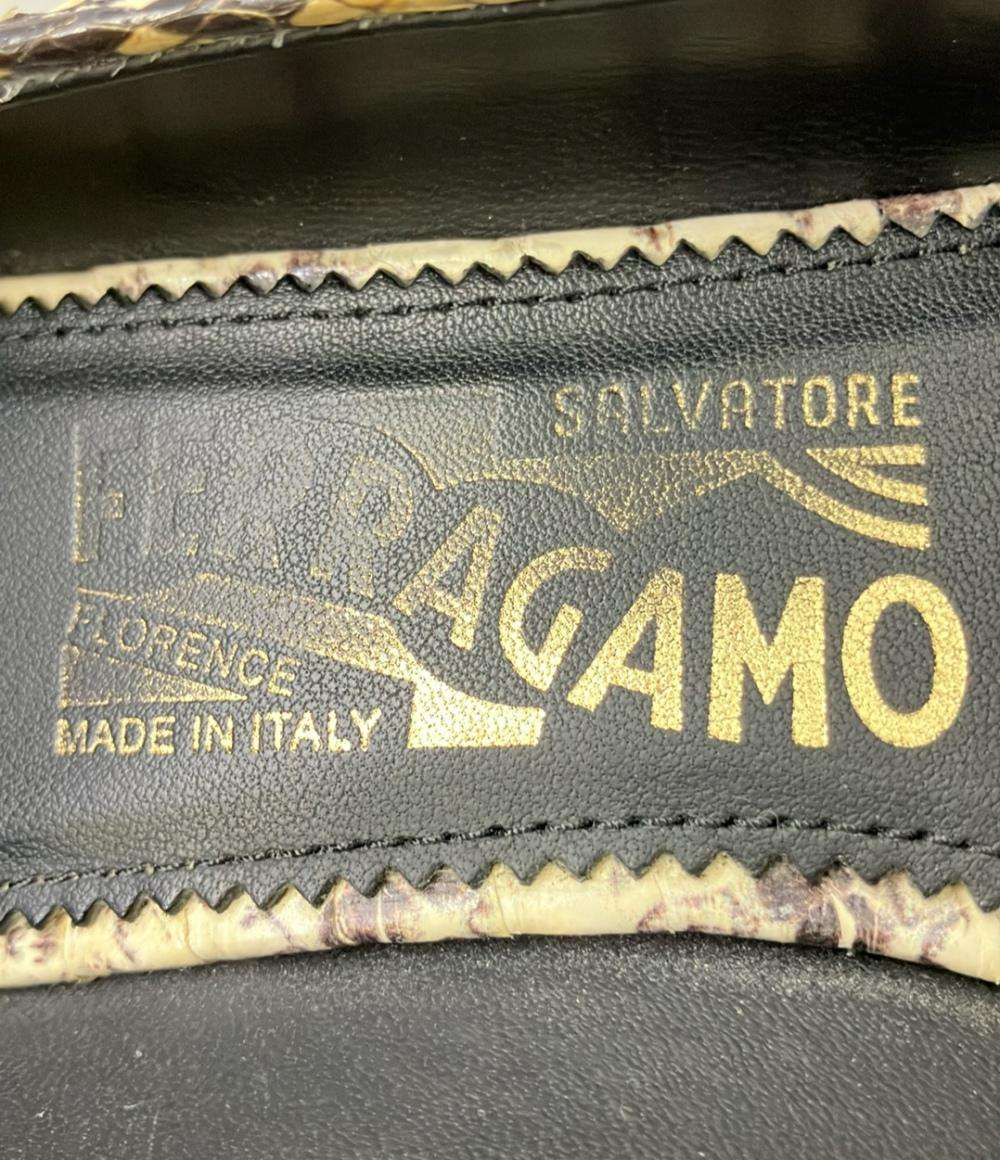 SALVATORE
FERRAGAMO
FLORENCE
MADE IN ITALY